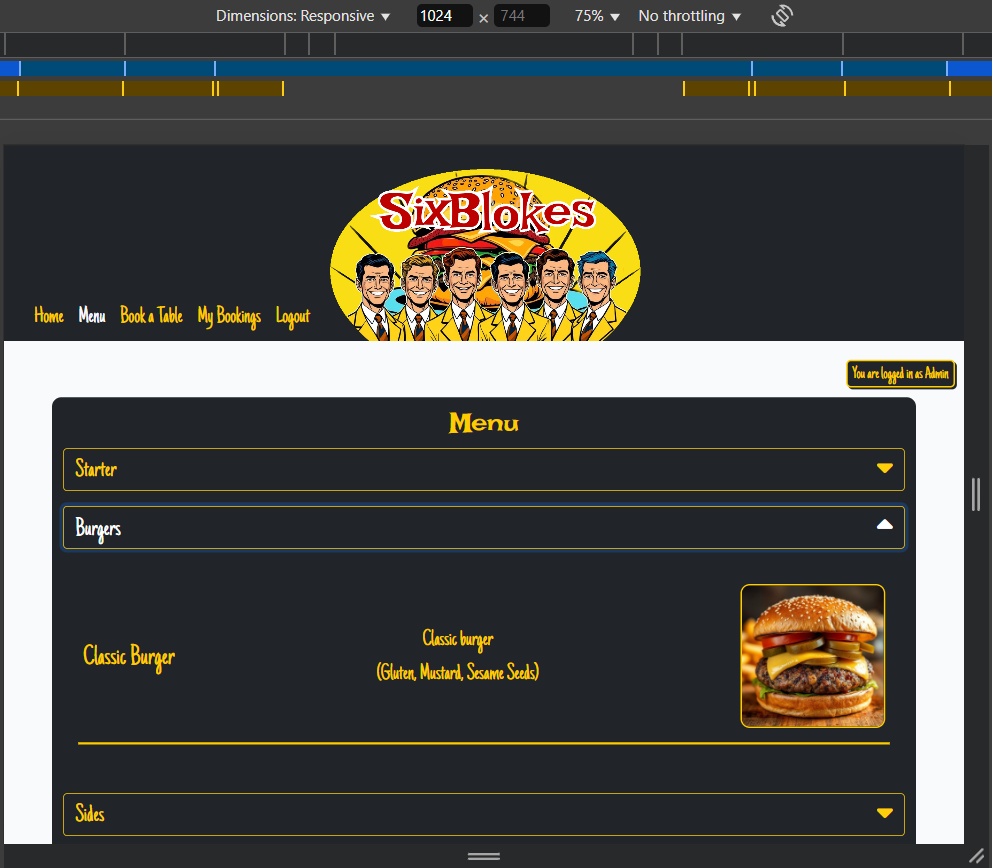 Dimensions: Responsive ▼ 1024 × 744 75% ▼ No throttling ▼
SixBlokes
Home Menu Book a Table My Bookings Logout
You are logged in as Admin
Menu
Starter
Burgers
Classic Burger
Classic burger
(Gluten, Mustard, Sesame Seeds)
Sides